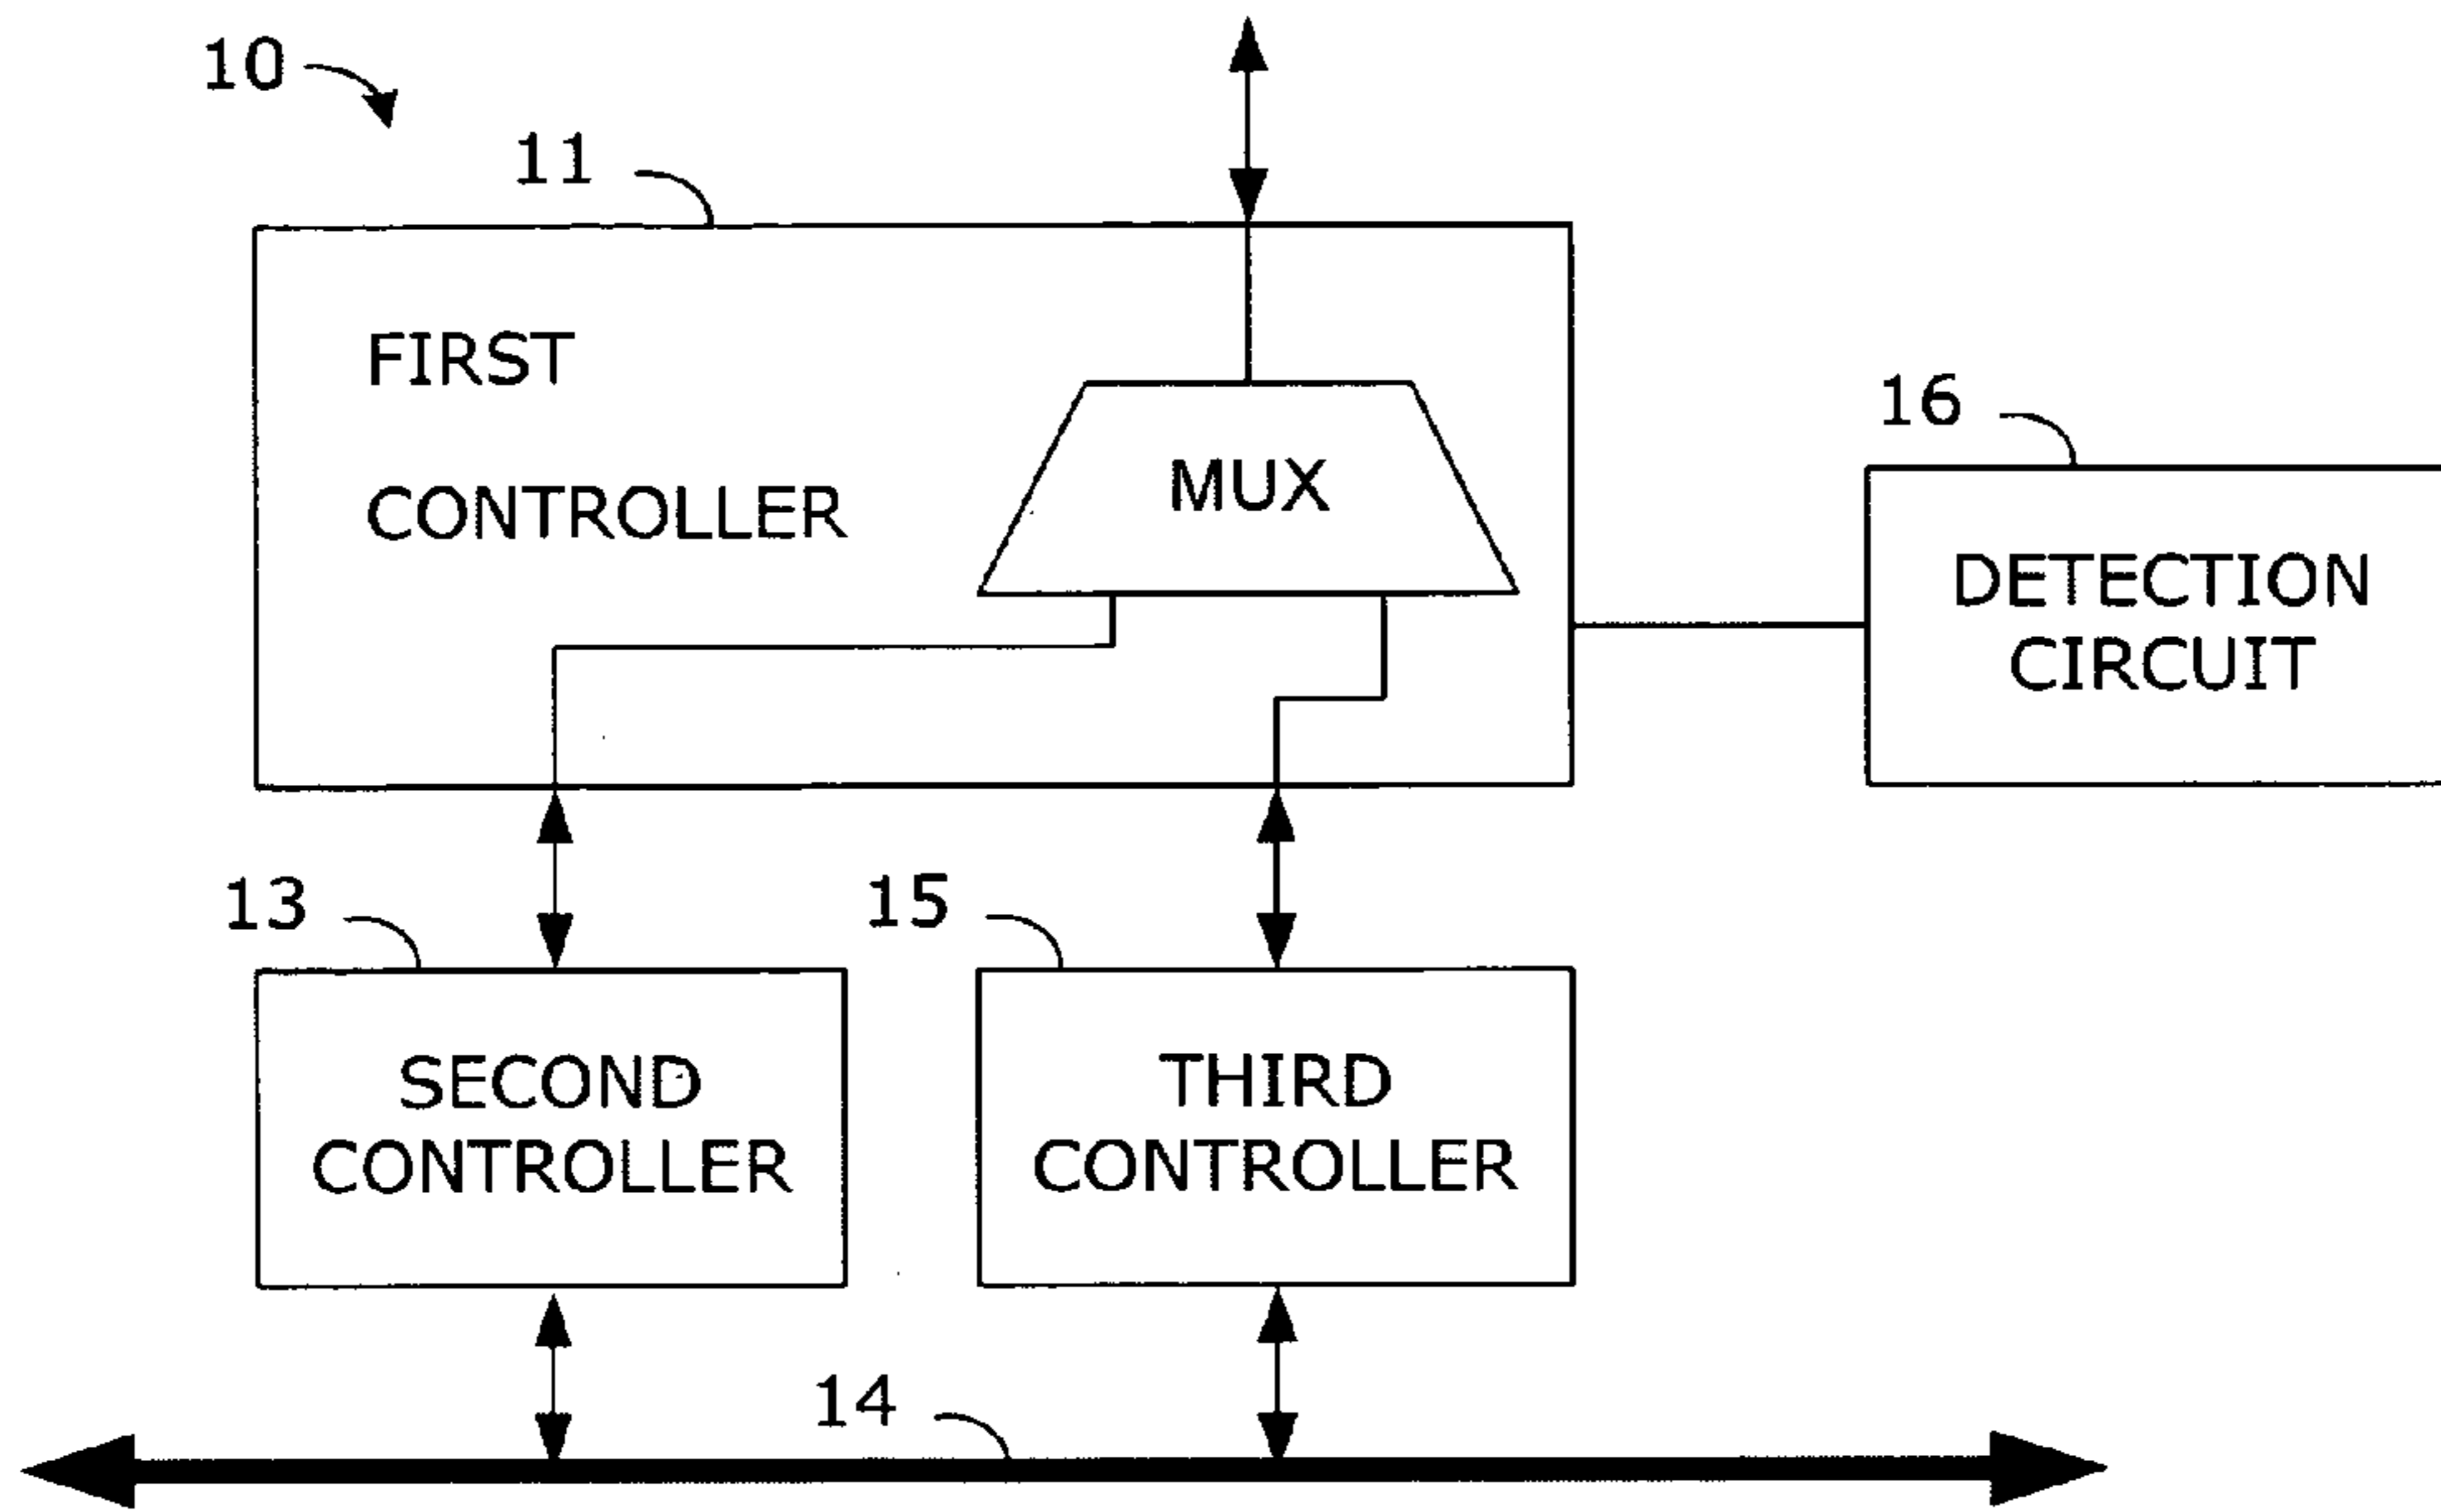 10
11
FIRST
CONTROLLER
MUX
16
DETECTION
CIRCUIT
13
15
SECOND
CONTROLLER
THIRD
CONTROLLER
14